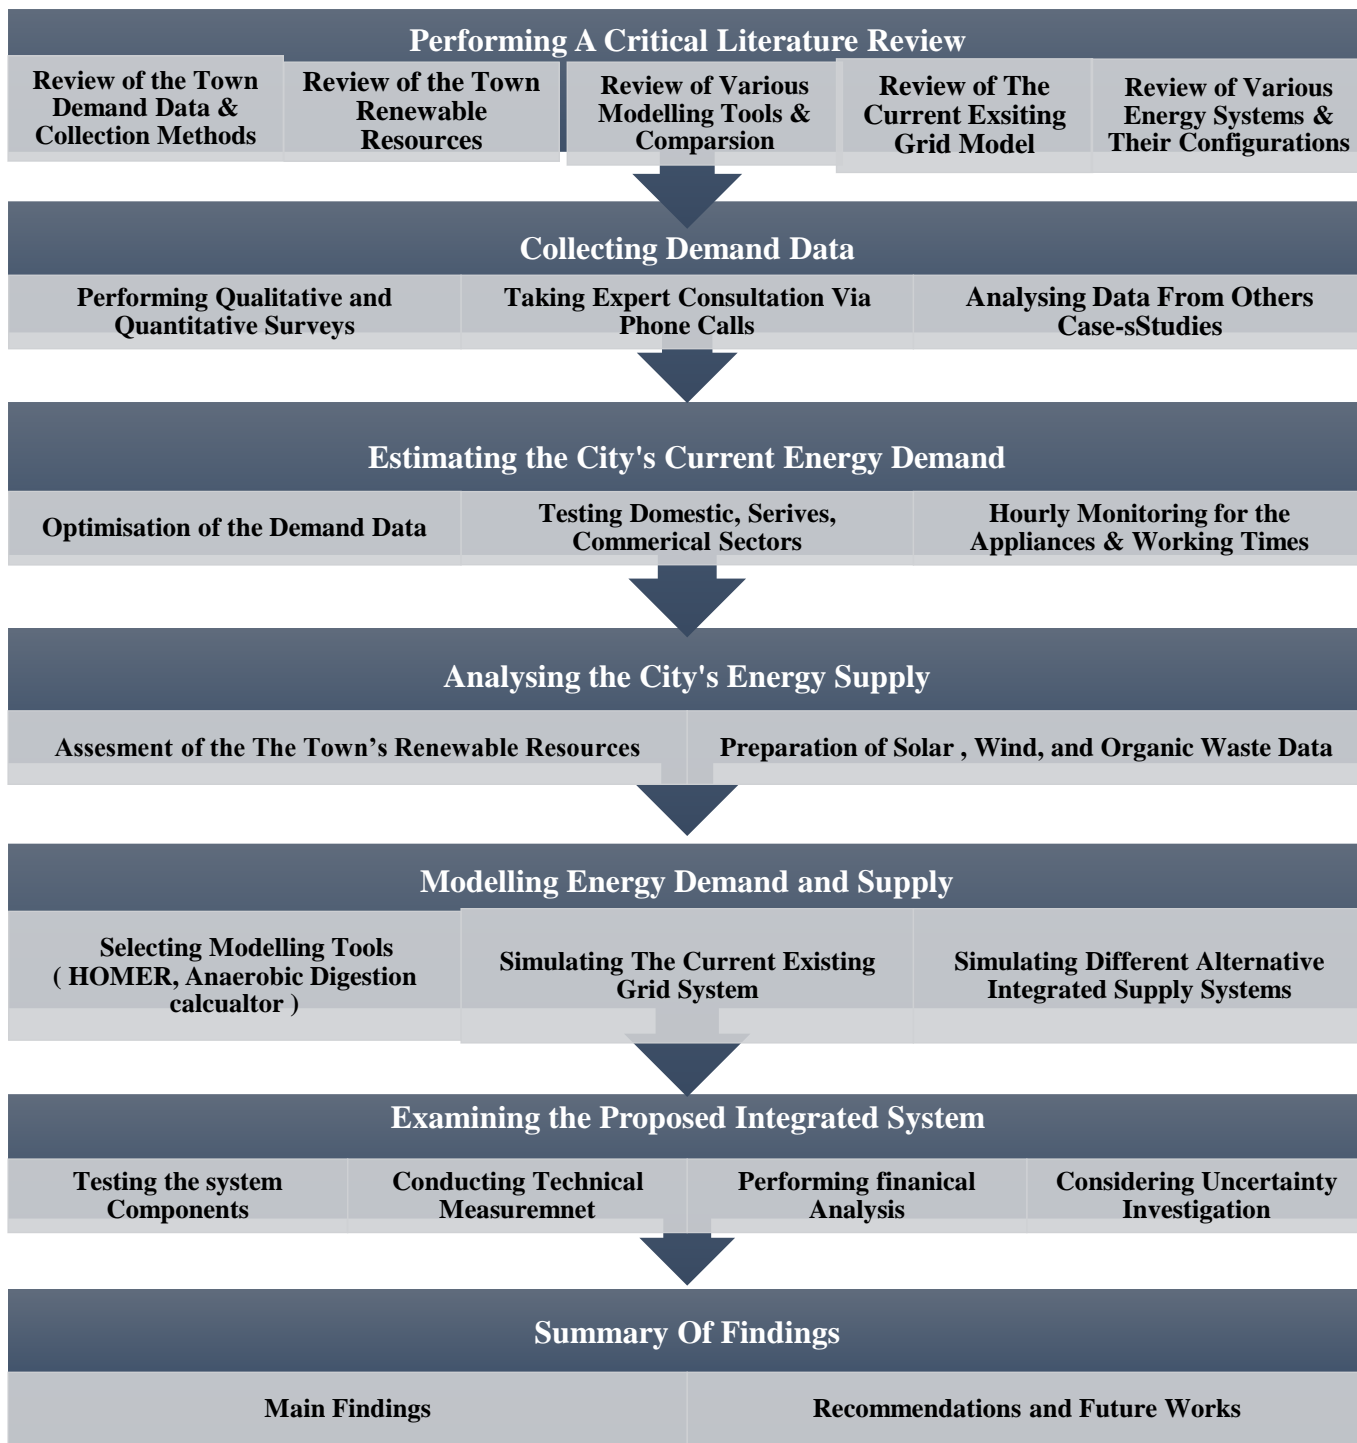 Performing A Critical Literature Review
Review of the Town
Demand Data &
Collection Methods
Review of the Town
Renewable
Resources
Review of Various
Modelling Tools &
Comparsion
Review of The
Current Exsiting
Grid Model
Review of Various
Energy Systems &
Their Configurations
Collecting Demand Data
Performing Qualitative and
Quantitative Surveys
Taking Expert Consultation Via
Phone Calls
Analysing Data From Others
Case-sStudies
Estimating the City's Current Energy Demand
Optimisation of the Demand Data
Testing Domestic, Serives,
Commerical Sectors
Hourly Monitoring for the
Appliances & Working Times
Analysing the City's Energy Supply
Assesment of the The Town’s Renewable Resources
Preparation of Solar , Wind, and Organic Waste Data
Modelling Energy Demand and Supply
Selecting Modelling Tools
( HOMER, Anaerobic Digestion
calcualtor )
Simulating The Current Existing
Grid System
Simulating Different Alternative
Integrated Supply Systems
Examining the Proposed Integrated System
Testing the system
Components
Conducting Technical
Measuremnet
Performing finanical
Analysis
Considering Uncertainty
Investigation
Summary Of Findings
Main Findings
Recommendations and Future Works